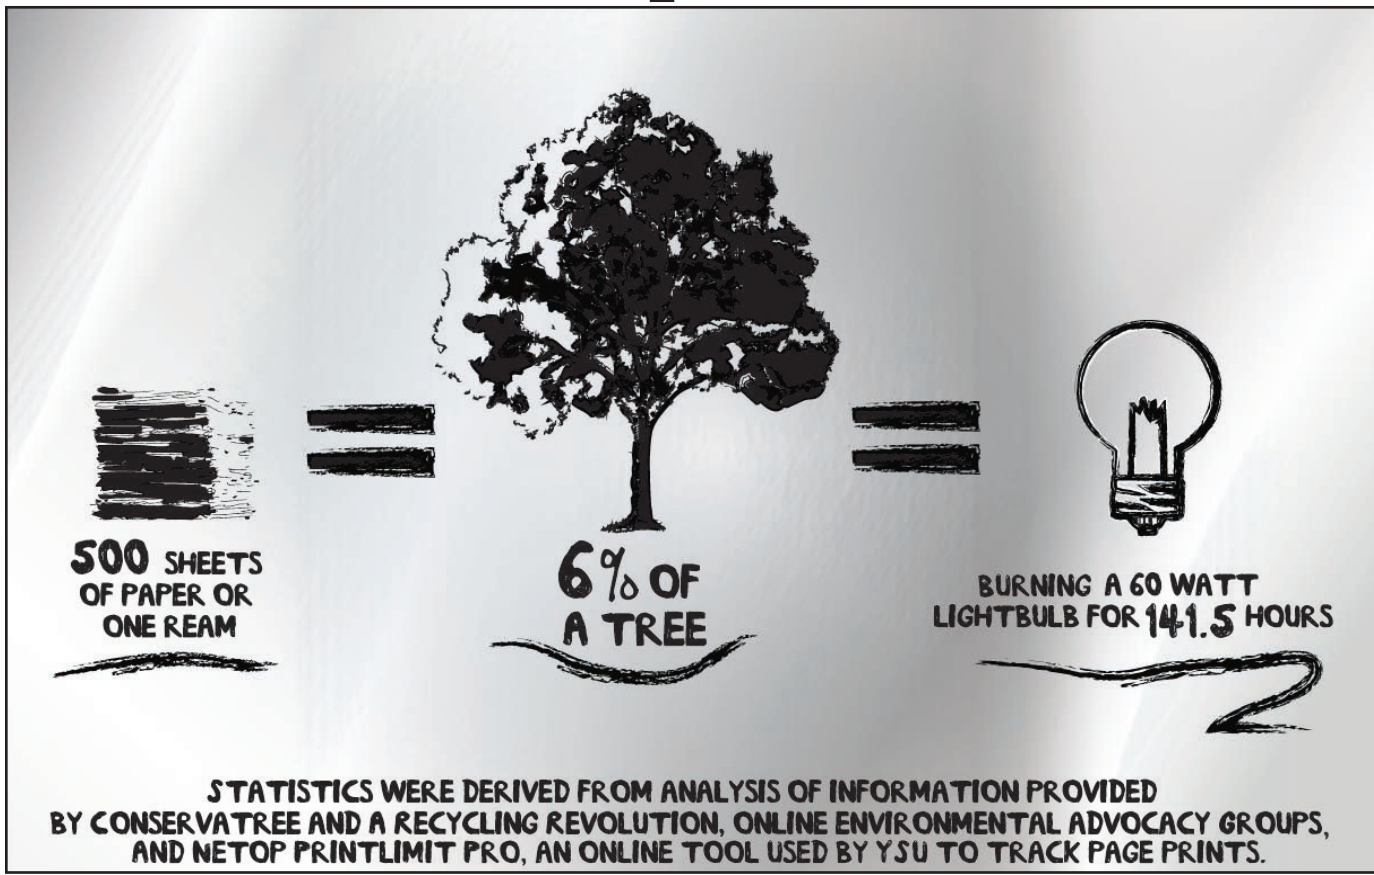 500 SHEETS
OF PAPER OR
ONE REAM
6% OF
A TREE
BURNING A 60 WATT
LIGHTBULB FOR 141.5 HOURS
STATISTICS WERE DERIVED FROM ANALYSIS OF INFORMATION PROVIDED
BY CONSERVATREE AND A RECYCLING REVOLUTION, ONLINE ENVIRONMENTAL ADVOCACY GROUPS,
AND NETOP PRINTLIMIT PRO, AN ONLINE TOOL USED BY YSU TO TRACK PAGE PRINTS.